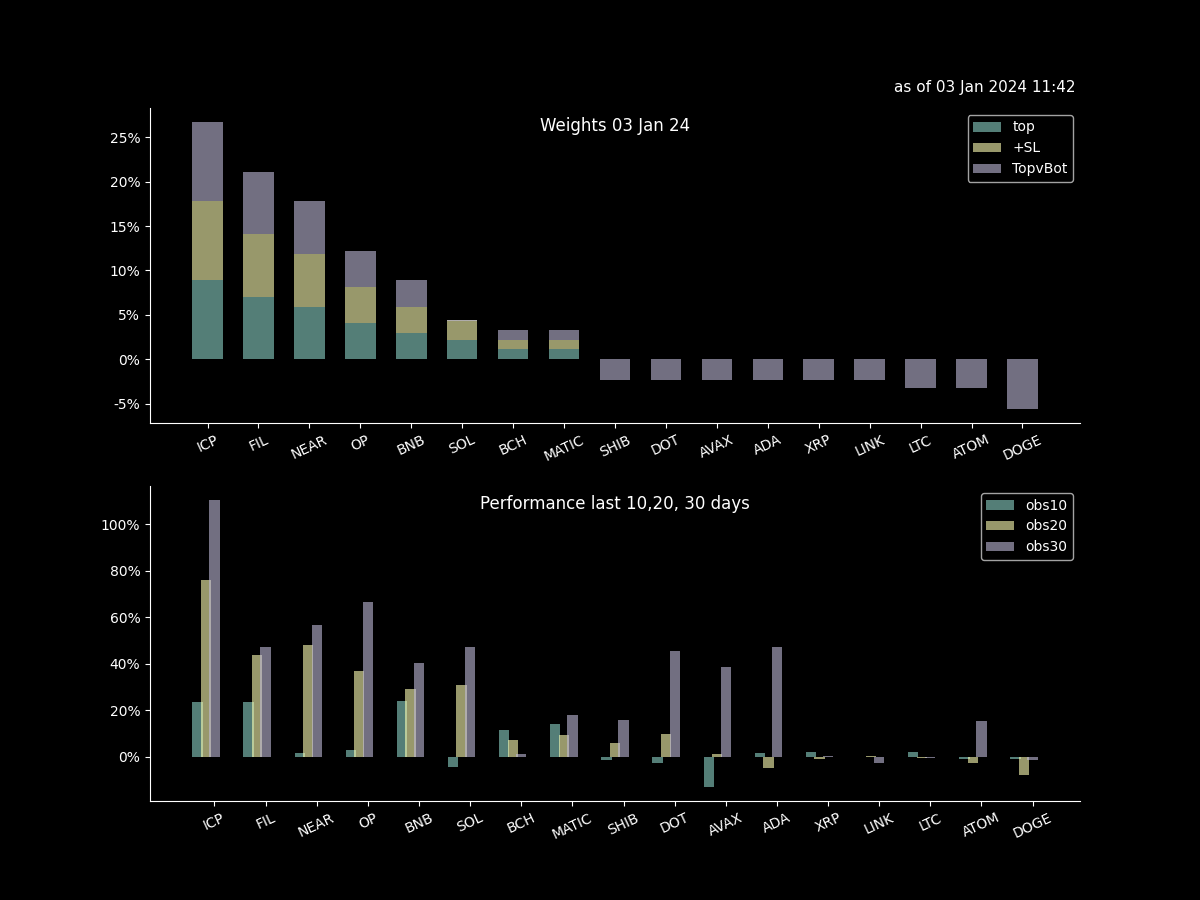 as of 03 Jan 2024 11:42
Weights 03 Jan 24
top
+SL
TopvBot
25%
20%
15%
10%
5%
0%
-5%
ICP FIL NEAR OP BNB SOL BCH MATIC SHIB DOT AVAX ADA XRP LINK LTC ATOM DOGE
Performance last 10,20, 30 days
obs10
obs20
obs30
100%
80%
60%
40%
20%
0%
ICP FIL NEAR OP BNB SOL BCH MATIC SHIB DOT AVAX ADA XRP LINK LTC ATOM DOGE